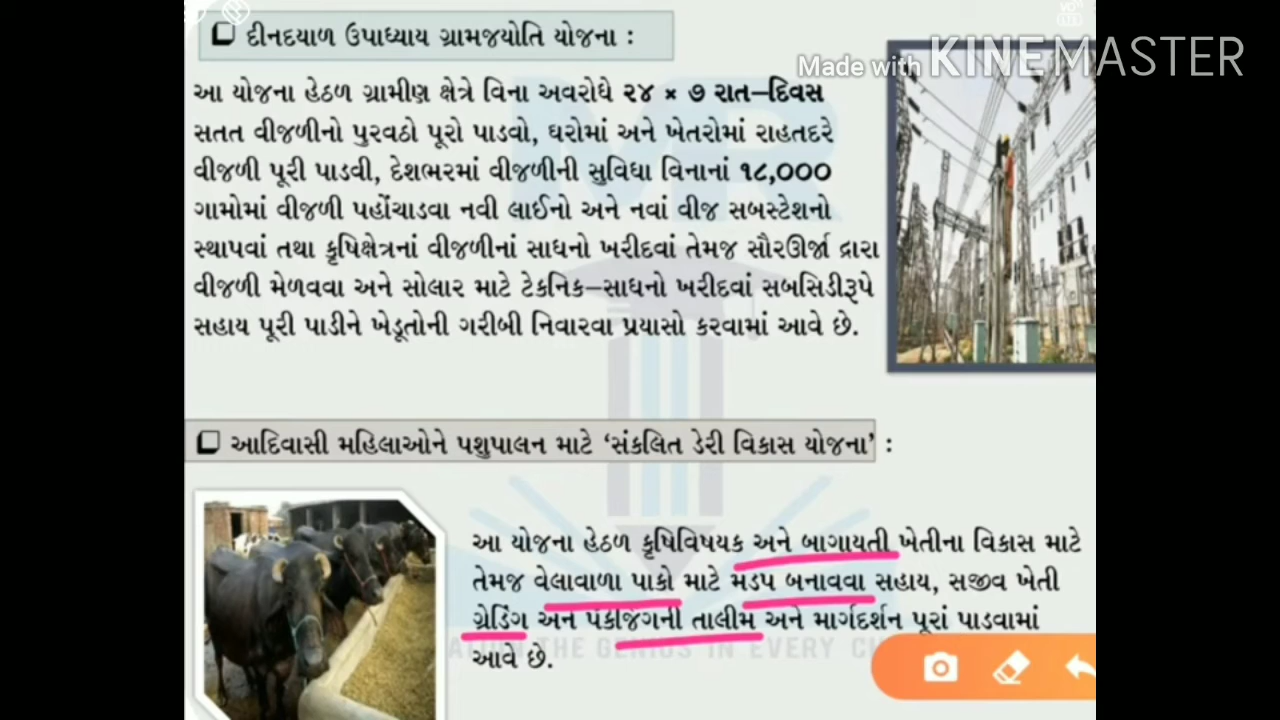 દીનદયાળ ઉપાધ્યાય ગ્રામજ્યોતિ યોજના :
Made with KINEMASTER
આ યોજના હેઠળ ગ્રામીણ ક્ષેત્રે વિના અવરોધે ૨૪ × ૭ રાત–દિવસ
સતત વીજળીનો પુરવઠો પૂરો પાડવો, ઘરોમાં અને ખેતરોમાં રાહતદરે
વીજળી પૂરી પાડવી, દેશભરમાં વીજળીની સુવિધા વિનાનાં ૧૮,૦૦૦
ગામોમાં વીજળી પહોંચાડવા નવી લાઈનો અને નવાં વીજ સબસ્ટેશનો
સ્થાપવાં તથા કૃષિક્ષેત્રનાં વીજળીનાં સાધનો ખરીદવાં તેમજ સૌરઊર્જા દ્રારા
વીજળી મેળવવા અને સોલાર માટે ટેકનિક–સાધનો ખરીદવાં સબસિડીરૂપે
સહાય પૂરી પાડીને ખેડૂતોની ગરીબી નિવારવા પ્રયાસો કરવામાં આવે છે.
આદિવાસી મહિલાઓને પશુપાલન માટે ‘સંકલિત ડેરી વિકાસ યોજના’ :
આ યોજના હેઠળ કૃષિવિષયક અને બાગાયતી ખેતીના વિકાસ માટે
તેમજ વેલાવાળા પાકો માટે મડપ બનાવવા સહાય, સજીવ ખેતી
ગ્રેડિંગ અને પેકીજંગની તાલીમ અને માર્ગદર્શન પૂરાં પાડવામાં
આવે છે.